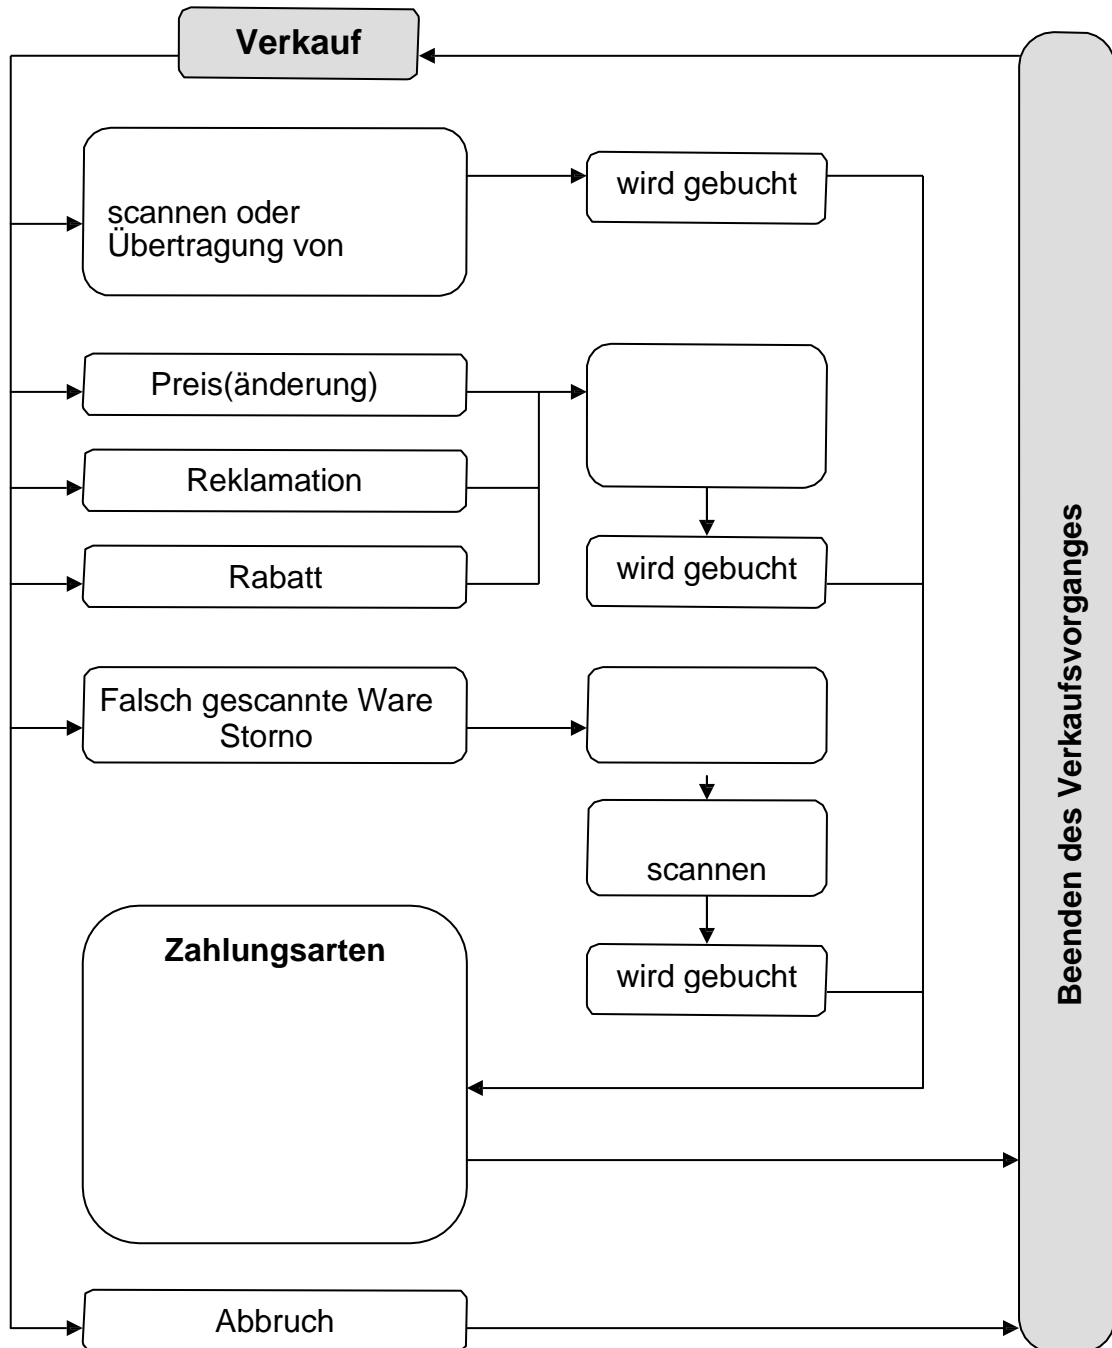 Verkauf
scannen oder
Übertragung von
wird gebucht
Preis(änderung)
Reklamation
Rabatt
wird gebucht
Falsch gescannte Ware
Storno
scannen
Zahlungsarten
wird gebucht
Abbruch
Beenden des Verkaufsvorganges